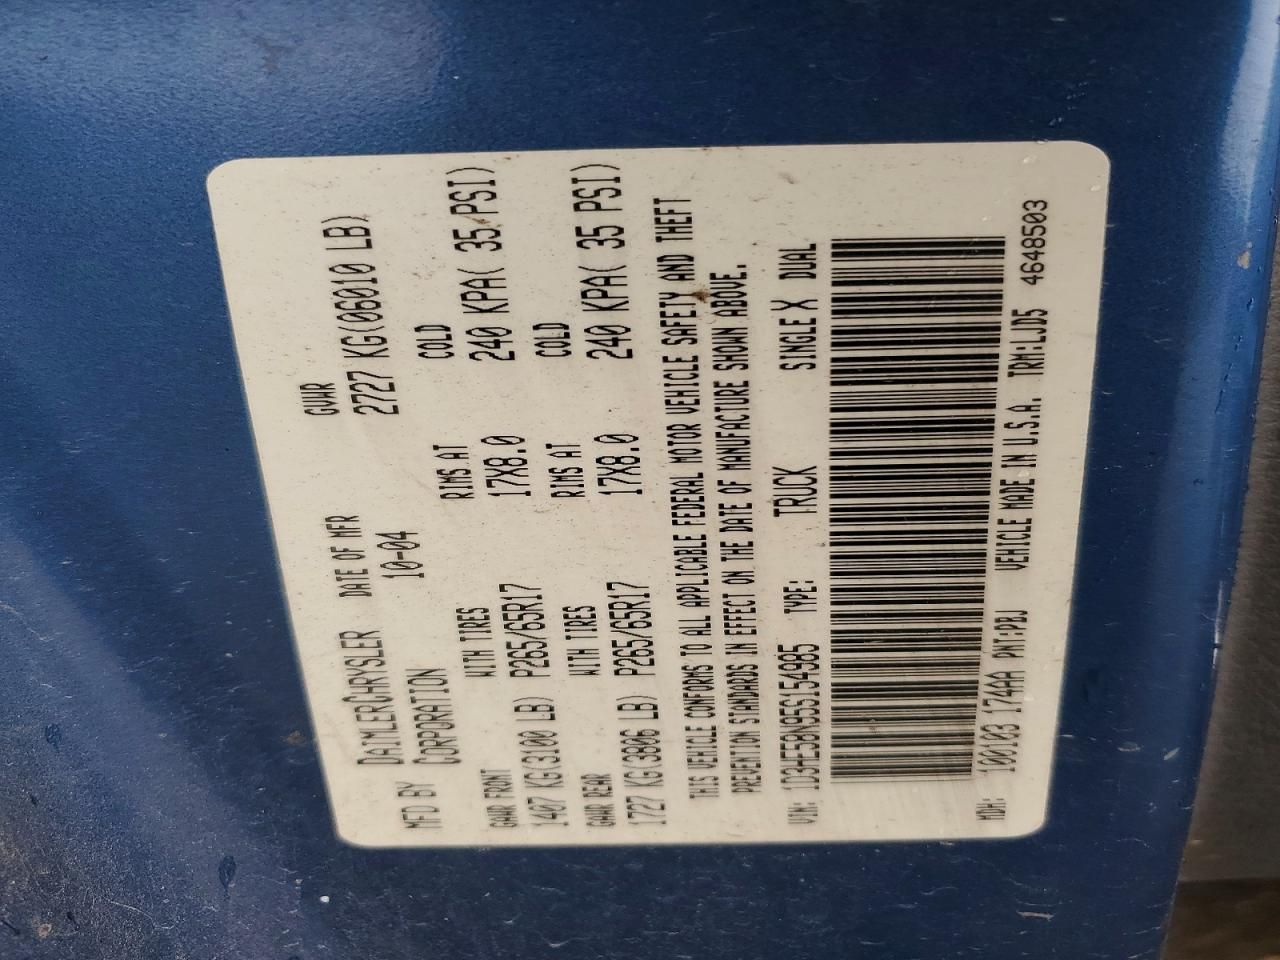 MFD BY DAIMLERCHRYSLER CORPORATION DATE OF MFR 10-04 GVWR 2727 KG(06010 LB)
GAWR FRONT WITH TIRES RIMS AT COLD
1407 KG(3100 LB) P265/65R17 17X8.0 240 KPA( 35 PSI)
GAWR REAR WITH TIRES RIMS AT COLD
1727 KG(3806 LB) P265/65R17 17X8.0 240 KPA( 35 PSI)
THIS VEHICLE CONFORMS TO ALL APPLICABLE FEDERAL MOTOR VEHICLE SAFETY AND THEFT
PREVENTION STANDARDS IN EFFECT ON THE DATE OF MANUFACTURE SHOWN ABOVE.
VIN: 1D3HE58N95S154985 TYPE: TRUCK SINGLE X DUAL
MDH: 100103 174AA PNT:PBJ VEHICLE MADE IN U.S.A. TRM:LJD5 4648503